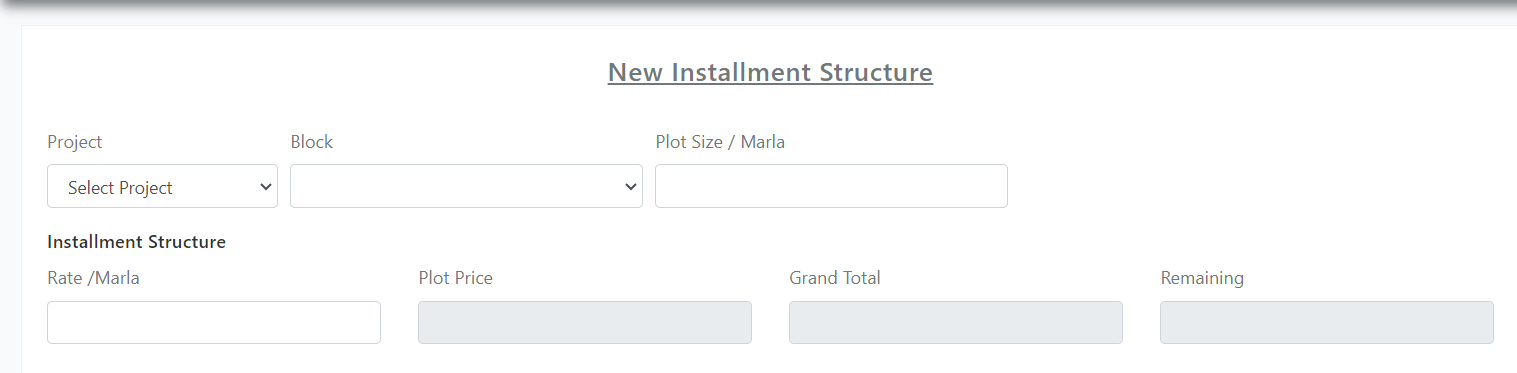 New Installment Structure
Project Block Plot Size / Marla
Select Project
Installment Structure
Rate /Marla Plot Price Grand Total Remaining